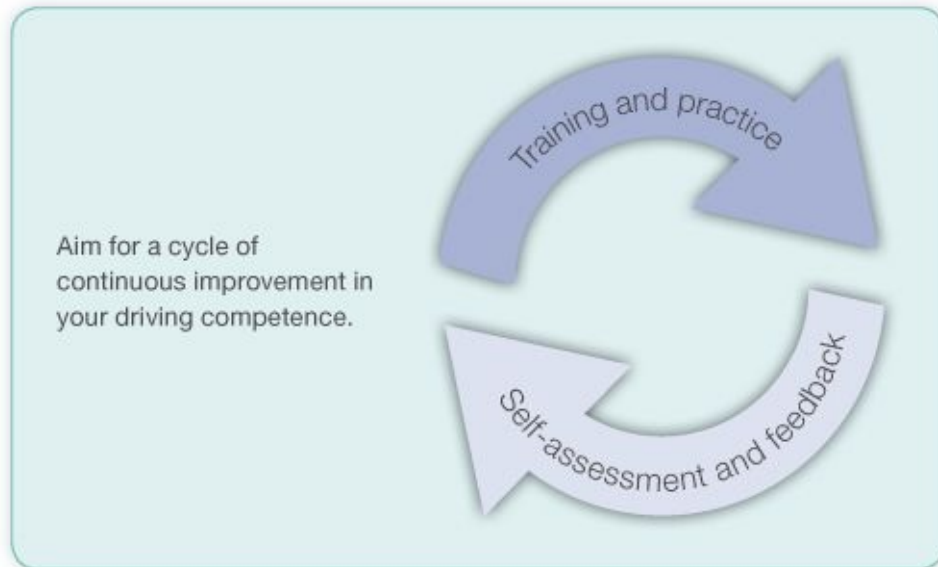 Aim for a cycle of
continuous improvement in
your driving competence.
Training and practice
Self-assessment and feedback